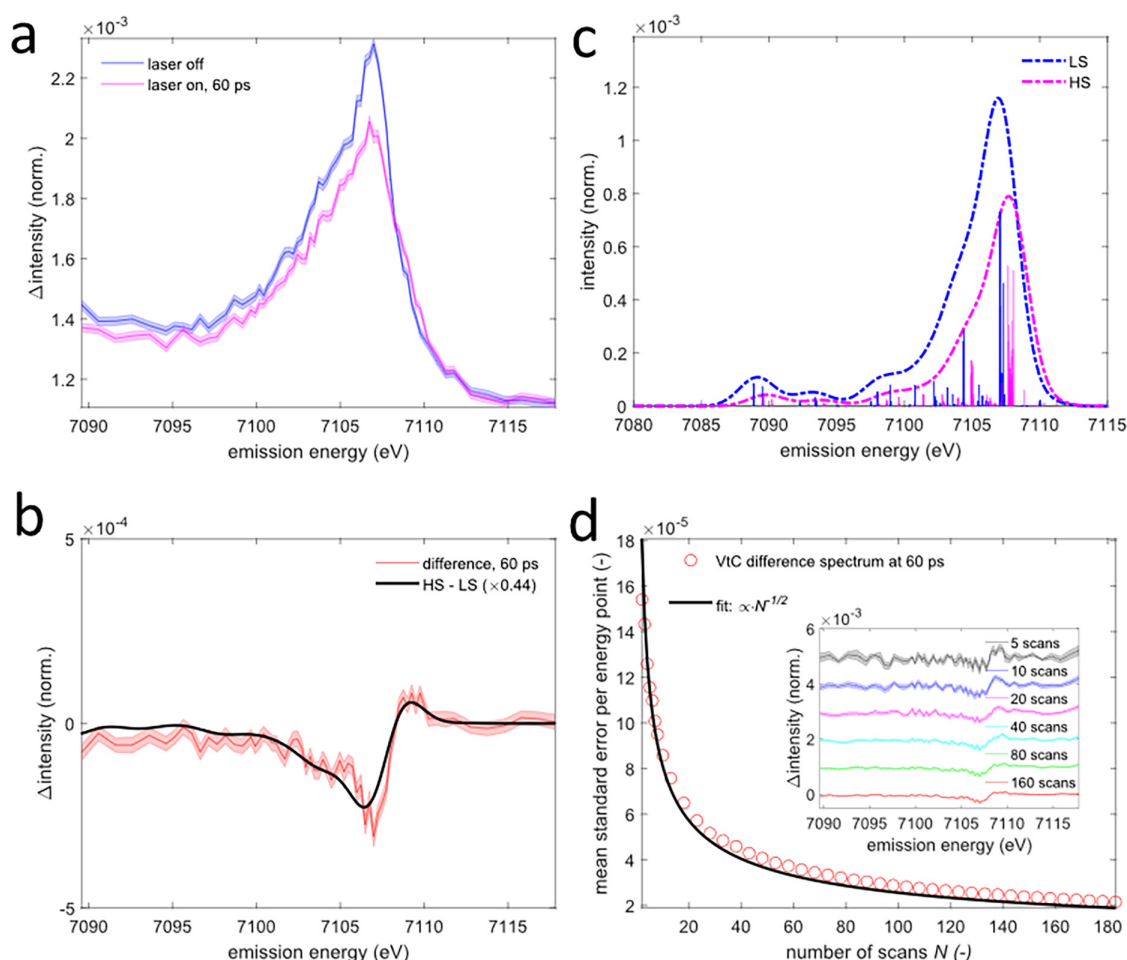 a
×10⁻³
laser off
laser on, 60 ps
Δintensity (norm.)
2.2
2
1.8
1.6
1.4
1.2
7090 7095 7100 7105 7110 7115
emission energy (eV)
c
×10⁻³
LS
HS
intensity (norm.)
1.2
1
0.8
0.6
0.4
0.2
0
7080 7085 7090 7095 7100 7105 7110 7115
emission energy (eV)
b
×10⁻⁴
difference, 60 ps
HS - LS (×0.44)
Δintensity (norm.)
5
0
-5
7090 7095 7100 7105 7110 7115
emission energy (eV)
d
×10⁻⁵
VtC difference spectrum at 60 ps
fit: ∝·N⁻¹ᐟ²
mean standard error per energy point (-)
18
16
14
12
10
8
6
4
2
20 40 60 80 100 120 140 160 180
number of scans N (-)
×10⁻³
5 scans
10 scans
20 scans
40 scans
80 scans
160 scans
Δintensity (norm.)
6
4
2
0
7090 7095 7100 7105 7110 7115
emission energy (eV)